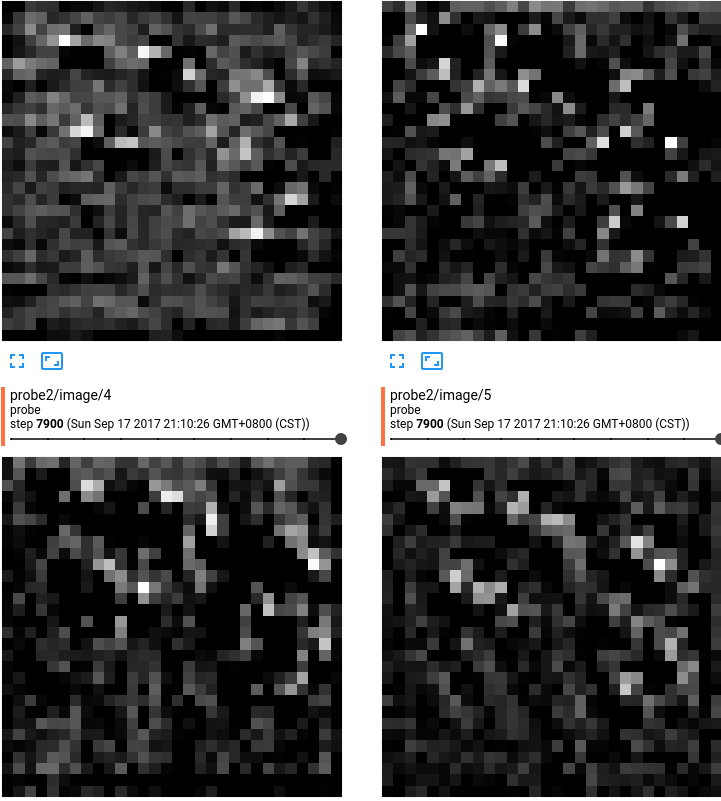 probe2/image/4
probe
step 7900 (Sun Sep 17 2017 21:10:26 GMT+0800 (CST))
probe2/image/5
probe
step 7900 (Sun Sep 17 2017 21:10:26 GMT+0800 (CST))